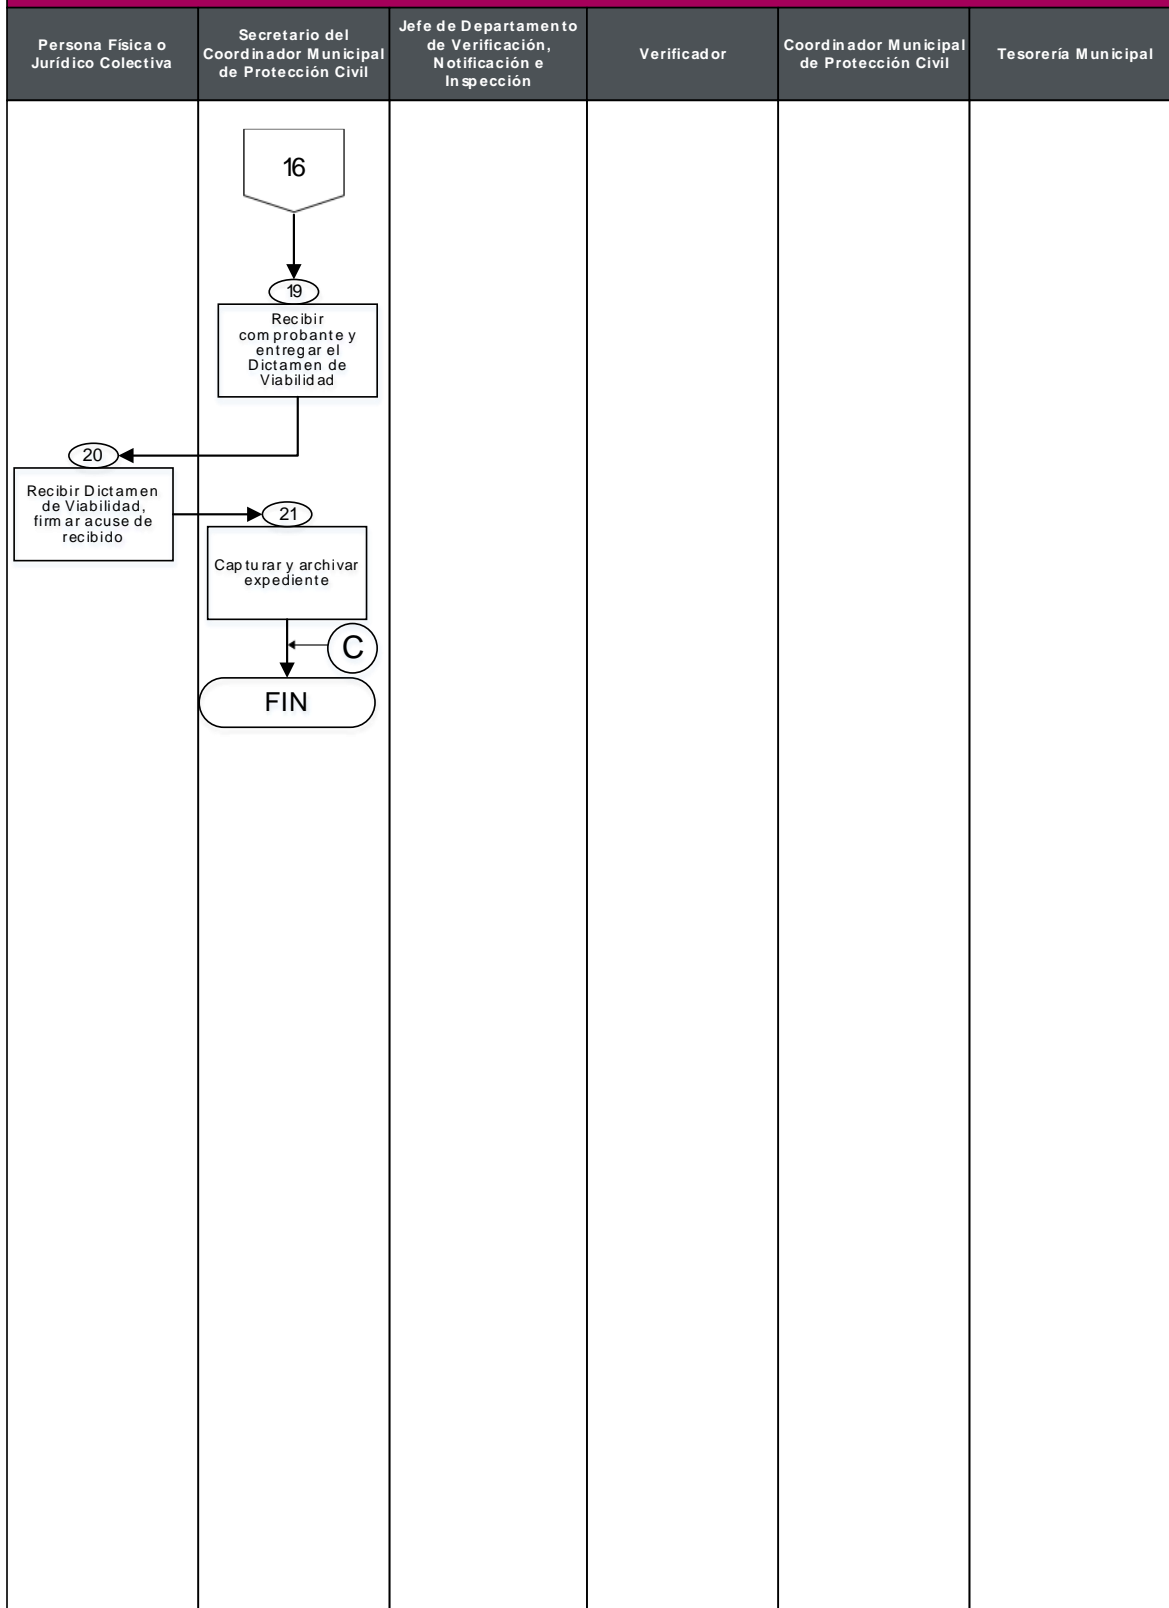 Persona Física o
Jurídico Colectiva
Secretario del
Coordinador Municipal
de Protección Civil
Jefe de Departamento
de Verificación,
Notificación e
Inspección
Verificador
Coordinador Municipal
de Protección Civil
Tesorería Municipal
16
19
Recibir
comprobante y
entregar el
Dictamen de
Viabilidad
20
Recibir Dictamen
de Viabilidad,
firmar acuse de
recibido
21
Capturar y archivar
expediente
C
FIN